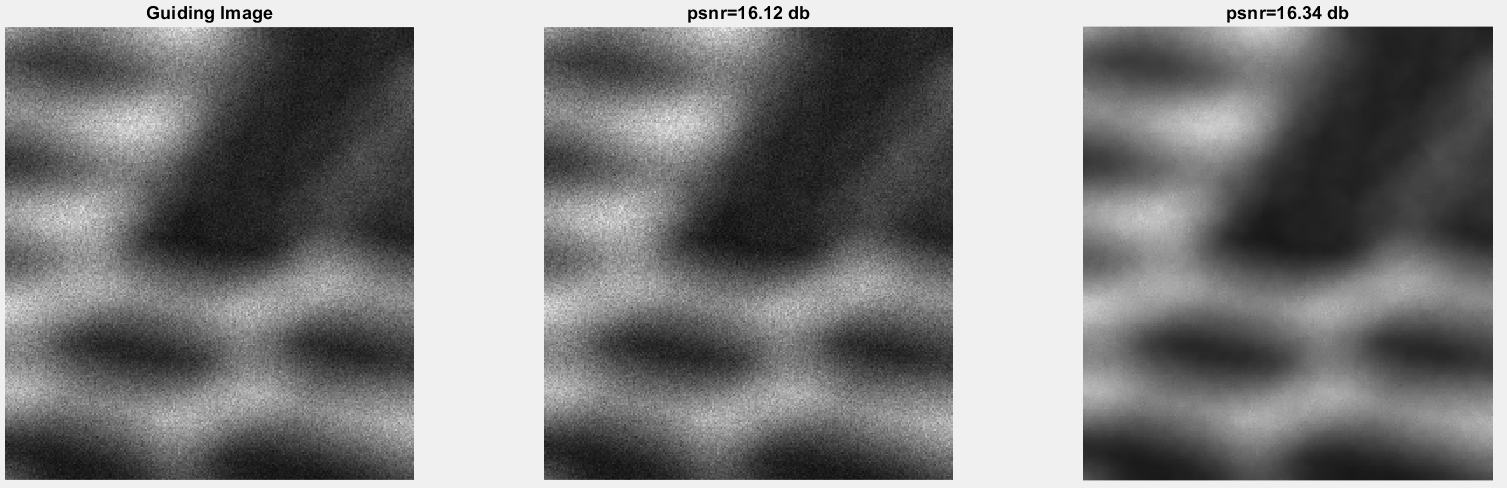 Guiding Image
psnr=16.12 db
psnr=16.34 db